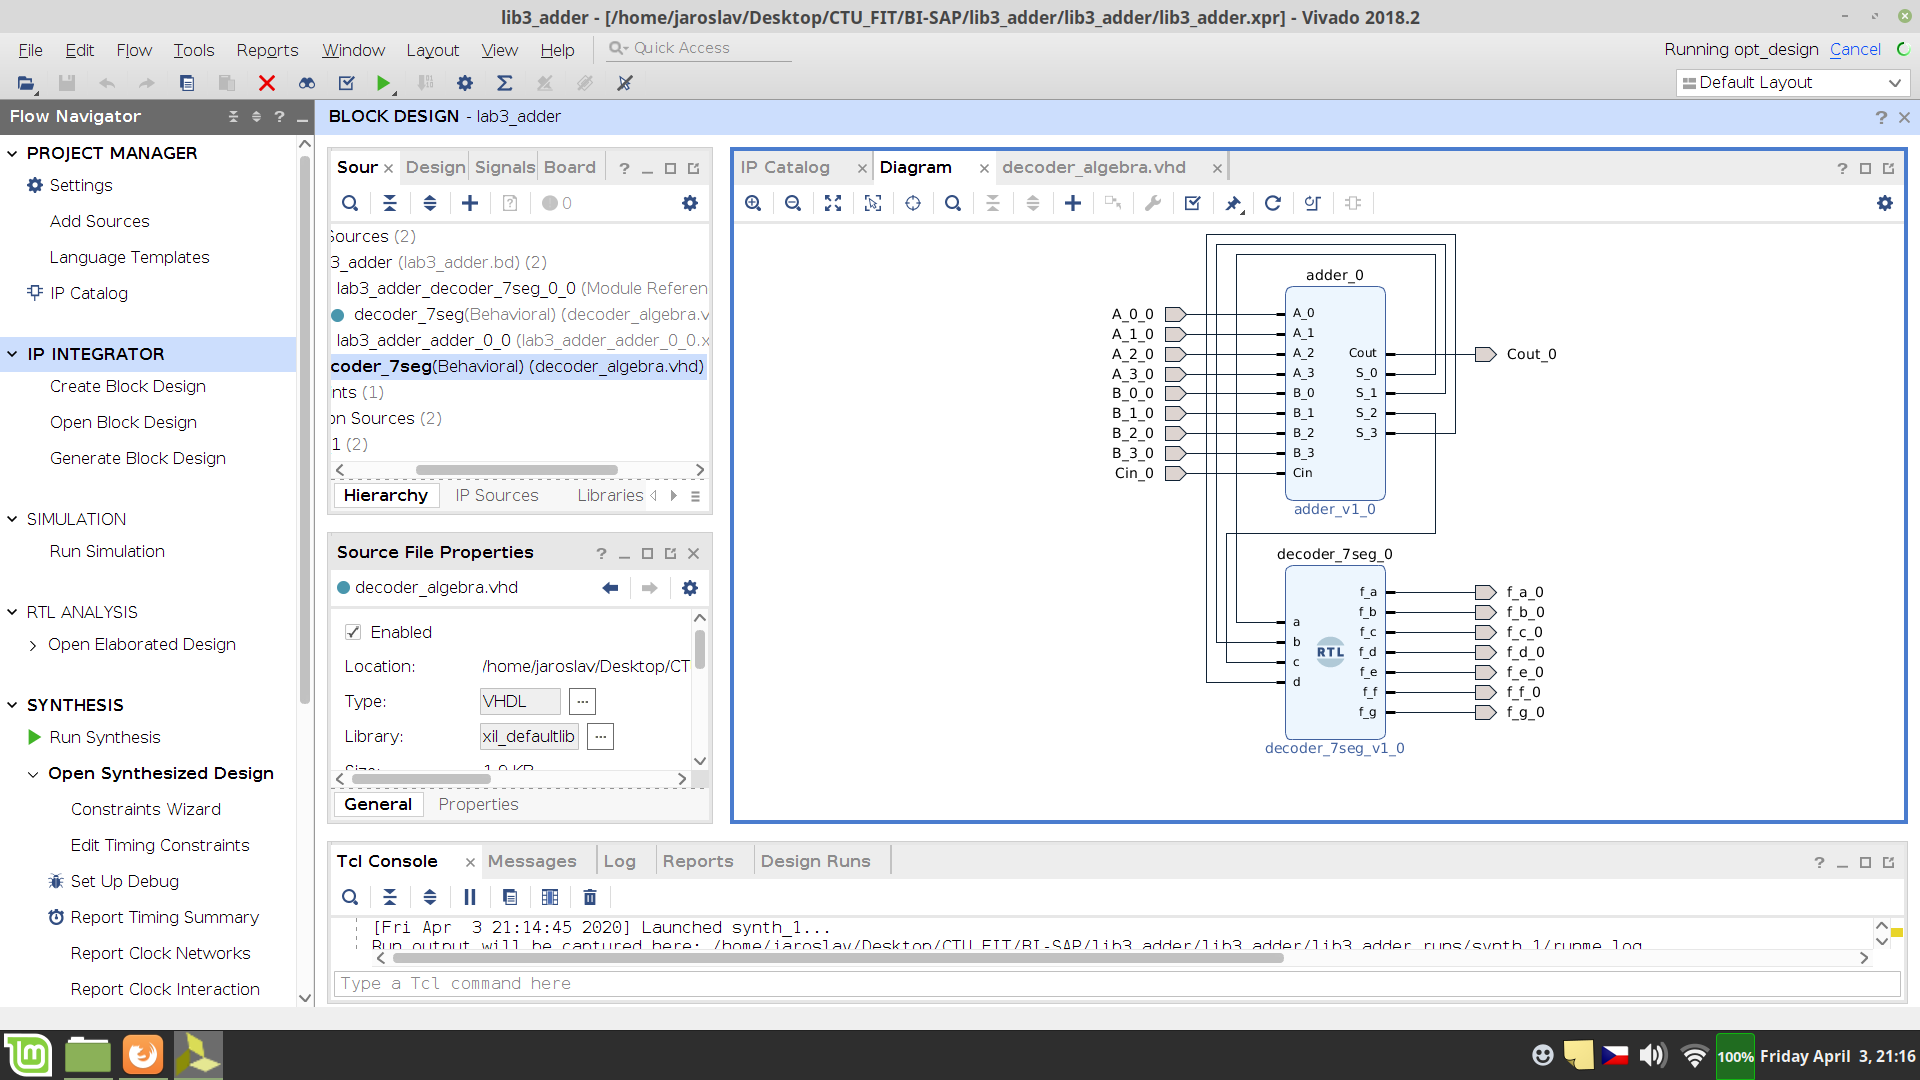 lib3_adder - [/home/jaroslav/Desktop/CTU_FIT/BI-SAP/lib3_adder/lib3_adder/lib3_adder.xpr] - Vivado 2018.2
File Edit Flow Tools Reports Window Layout View Help Quick Access
Running opt_design Cancel
Default Layout
Flow Navigator
PROJECT MANAGER
Settings
Add Sources
Language Templates
IP Catalog
IP INTEGRATOR
Create Block Design
Open Block Design
Generate Block Design
SIMULATION
Run Simulation
RTL ANALYSIS
Open Elaborated Design
SYNTHESIS
Run Synthesis
Open Synthesized Design
Constraints Wizard
Edit Timing Constraints
Set Up Debug
Report Timing Summary
Report Clock Networks
Report Clock Interaction
BLOCK DESIGN - lab3_adder
Sour Design Signals Board
0
Sources (2)
3_adder (lab3_adder.bd) (2)
lab3_adder_decoder_7seg_0_0 (Module Referen
decoder_7seg(Behavioral) (decoder_algebra.v
lab3_adder_adder_0_0 (lab3_adder_adder_0_0.x
coder_7seg(Behavioral) (decoder_algebra.vhd)
nts (1)
on Sources (2)
1 (2)
Hierarchy IP Sources Libraries
Source File Properties
decoder_algebra.vhd
Enabled
Location: /home/jaroslav/Desktop/CT
Type: VHDL ...
Library: xil_defaultlib ...
Size: 1.9 KB
General Properties
IP Catalog Diagram decoder_algebra.vhd
adder_0
A_0_0
A_1_0
A_2_0
A_3_0
B_0_0
B_1_0
B_2_0
B_3_0
Cin_0
A_0
A_1
A_2
A_3
B_0
B_1
B_2
B_3
Cin
Cout
S_0
S_1
S_2
S_3
Cout_0
adder_v1_0
decoder_7seg_0
a
b
c
d
RTL
f_a
f_b
f_c
f_d
f_e
f_f
f_g
f_a_0
f_b_0
f_c_0
f_d_0
f_e_0
f_f_0
f_g_0
decoder_7seg_v1_0
Tcl Console Messages Log Reports Design Runs
[Fri Apr  3 21:14:45 2020] Launched synth_1...
Run output will be captured here: /home/jaroslav/Desktop/CTU_FIT/BI-SAP/lib3_adder/lib3_adder/lib3_adder.runs/synth_1/runme.log
Type a Tcl command here
100% Friday April  3, 21:16